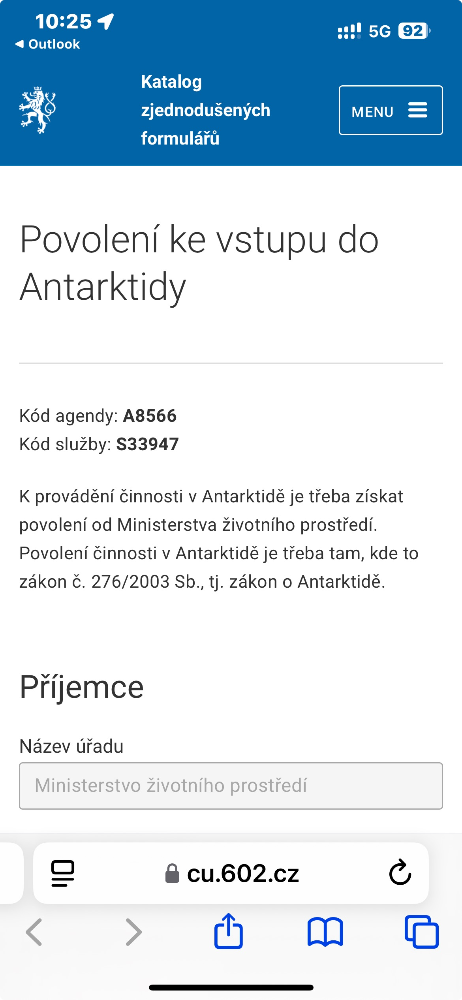 10:25
5G 92
Outlook
Katalog
zjednodušených
formulářů
MENU
Povolení ke vstupu do
Antarktidy
Kód agendy: A8566
Kód služby: S33947
K provádění činnosti v Antarktidě je třeba získat
povolení od Ministerstva životního prostředí.
Povolení činnosti v Antarktidě je třeba tam, kde to
zákon č. 276/2003 Sb., tj. zákon o Antarktidě.
Příjemce
Název úřadu
Ministerstvo životního prostředí
cu.602.cz